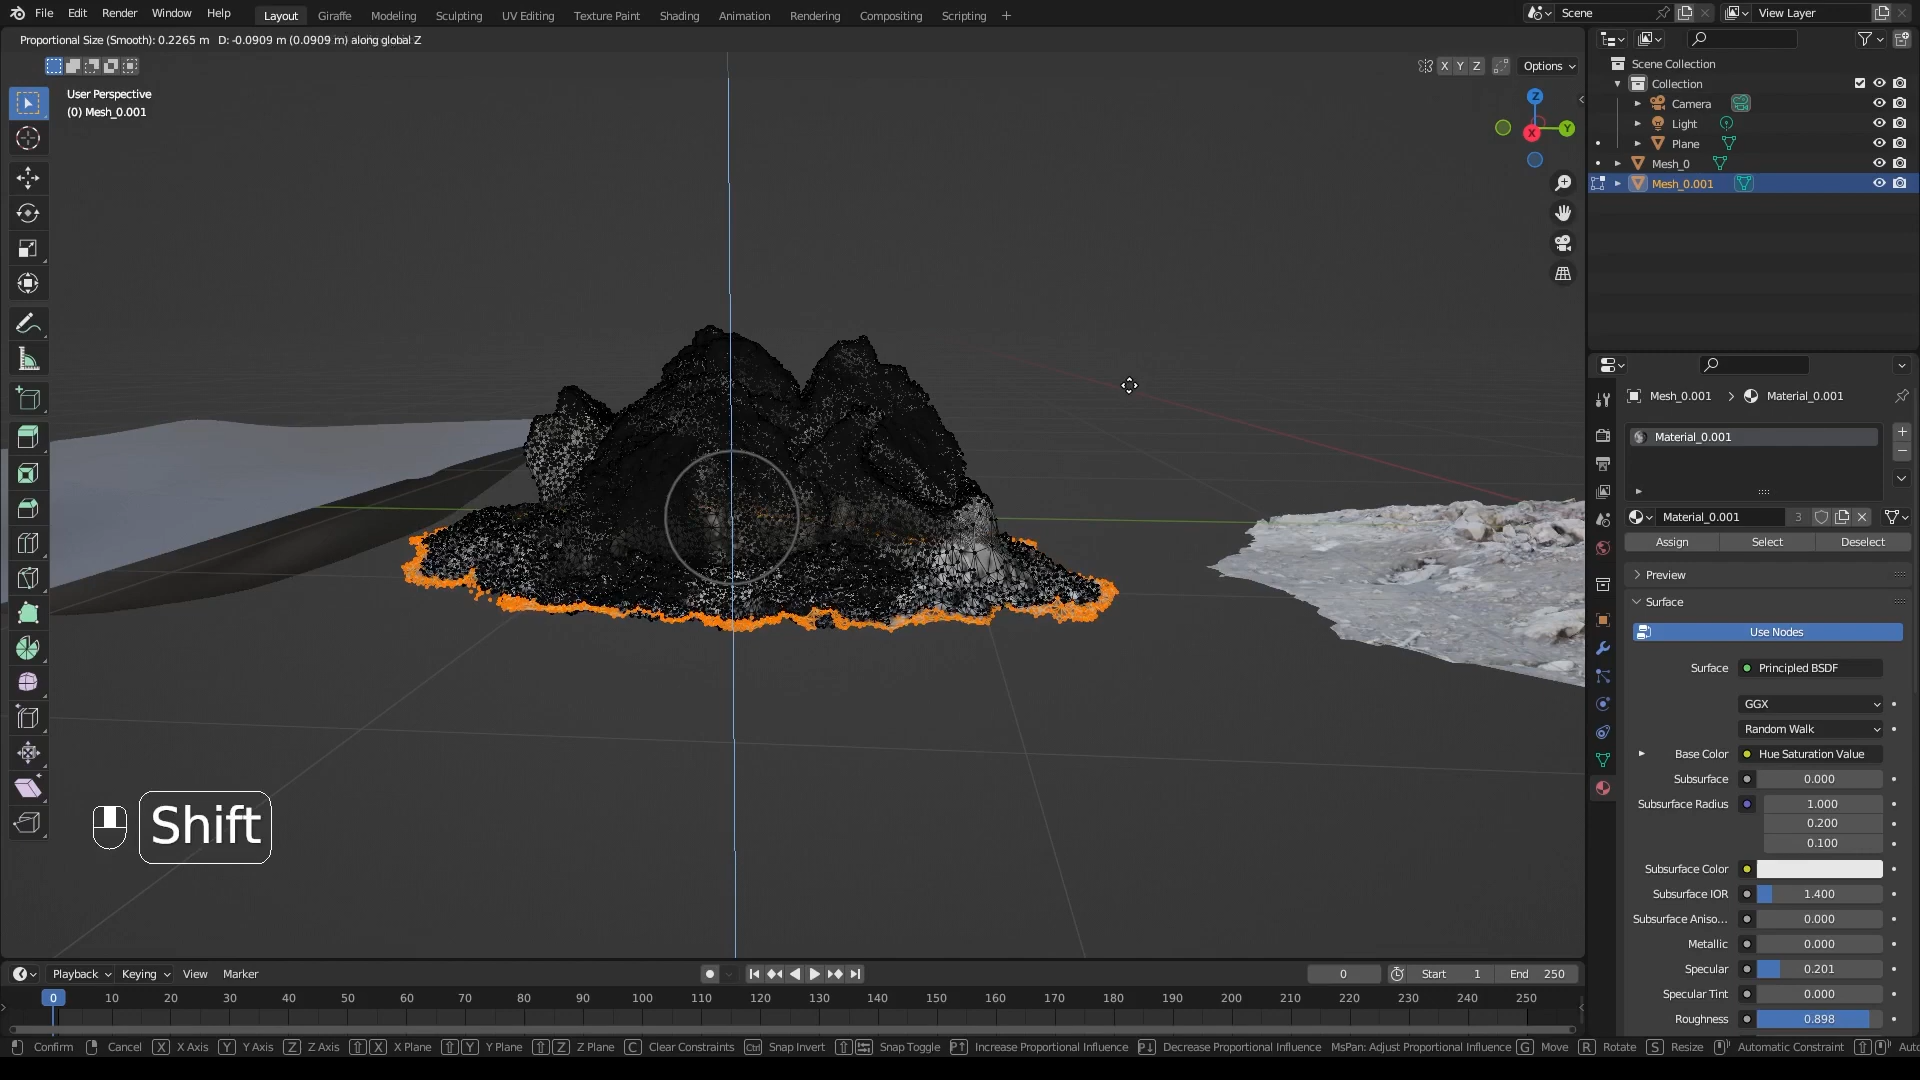 File Edit Render Window Help Layout Giraffe Modeling Sculpting UV Editing Texture Paint Shading Animation Rendering Compositing Scripting + Scene View Layer
Proportional Size (Smooth): 0.2265 m D: -0.0909 m (0.0909 m) along global Z
X Y Z Options
User Perspective
(0) Mesh_0.001
Z
Y
X
Scene Collection
Collection
Camera
Light
Plane
Mesh_0
Mesh_0.001
Mesh_0.001 Material_0.001
Material_0.001
Material_0.001 3
Assign Select Deselect
Preview
Surface
Use Nodes
Surface Principled BSDF
GGX
Random Walk
Base Color Hue Saturation Value
Subsurface 0.000
Subsurface Radius 1.000
0.200
0.100
Subsurface Color
Subsurface IOR 1.400
Subsurface Aniso... 0.000
Metallic 0.000
Specular 0.201
Specular Tint 0.000
Roughness 0.898
Shift
Playback Keying View Marker 0 Start 1 End 250
0 10 20 30 40 50 60 70 80 90 100 110 120 130 140 150 160 170 180 190 200 210 220 230 240 250
Confirm Cancel X X Axis Y Y Axis Z Z Axis X X Plane Y Y Plane Z Z Plane C Clear Constraints Ctrl Snap Invert Snap Toggle P↑ Increase Proportional Influence P↓ Decrease Proportional Influence MsPan: Adjust Proportional Influence G Move R Rotate S Resize Automatic Constraint